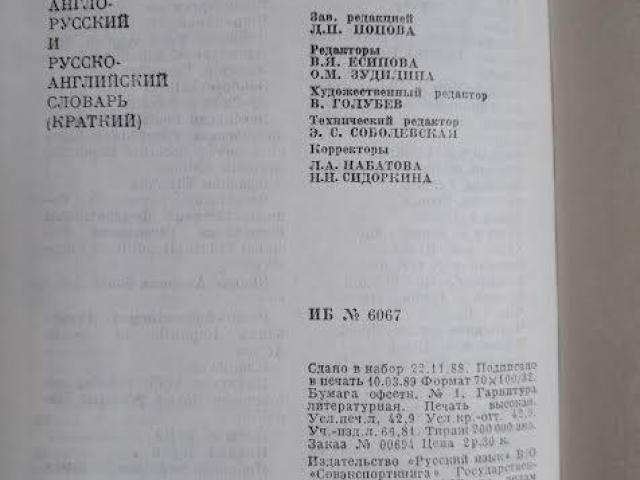 АНГЛО-
РУССКИЙ
И
РУССКО-
АНГЛИЙСКИЙ
СЛОВАРЬ
(КРАТКИЙ)
Зав. редакцией
Л.П. ПОПОВА
Редакторы
В.Я. ЕСИПОВА
О.М. ЗУДИЛИНА
Художественный редактор
В. ГОЛУБЕВ
Технический редактор
Э. С. СОБОЛЕВСКАЯ
Корректоры
Л.А. НАБАТОВА
Н.Н. СИДОРКИНА
ИБ № 6067
Сдано в набор 22.11.88. Подписано
в печать 10.03.89 Формат 70×100/32.
Бумага офсетн. № 1. Гарнитура
литературная. Печать высокая.
Усл.печ.л. 42,9 Усл.кр.-отт. 42,9.
Уч.-изд.л. 66,81. Тираж 200 000 экз.
Заказ № 00694 Цена 2 р.30 к.
Издательство «Русский язык» В/О
«Совэкспорткнига» Государствен-